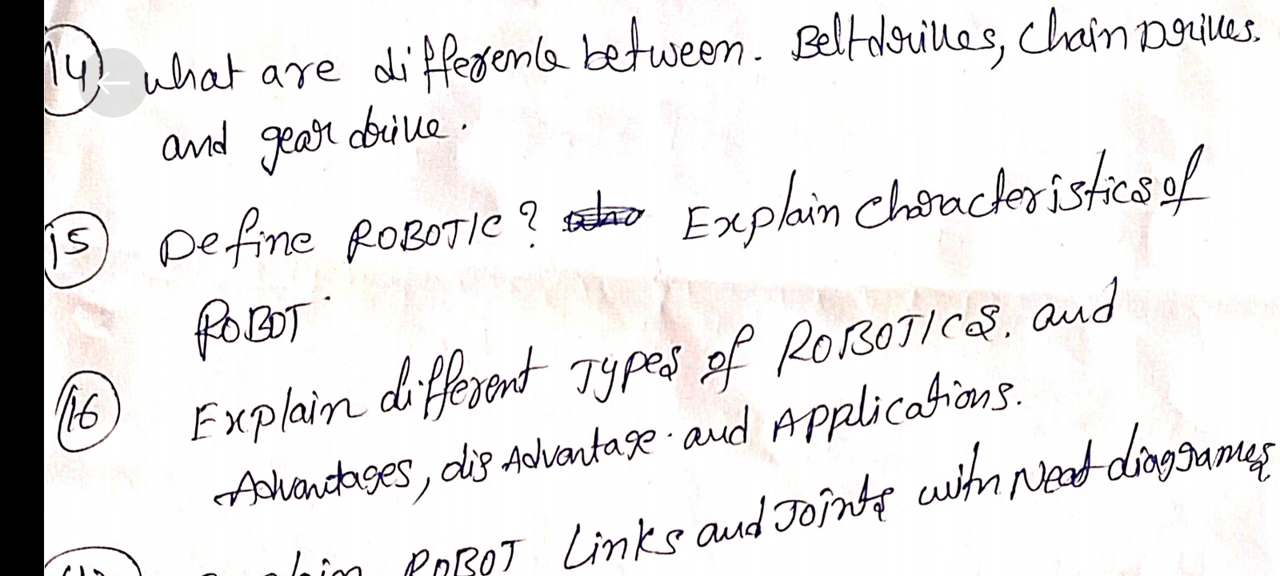 14) what are difference between. Belt drives, Chain Drives.
and gear drive.
15 Define ROBOTIC? Explain characteristics of
ROBOT.
16 Explain different Types of ROBOTICS. and
Advantages, dis Advantage. and Applications.
ROBOT Links and Joints with Neat diagrames